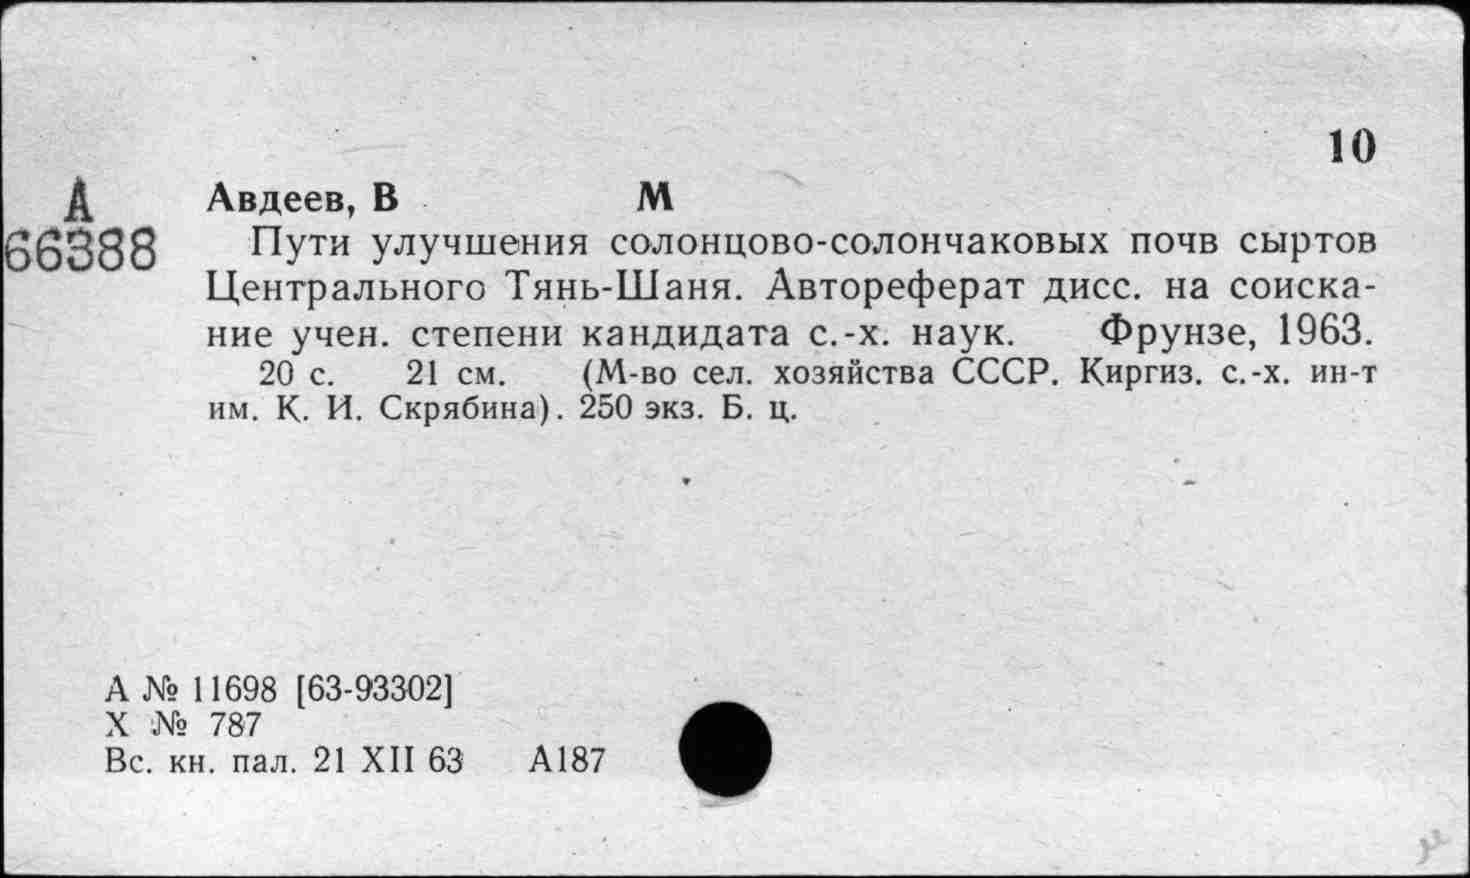 10
А
66388
Авдеев, В М
Пути улучшения солонцово-солончаковых почв сыртов
Центрального Тянь-Шаня. Автореферат дисс. на соиска-
ние учен. степени кандидата с.-х. наук. Фрунзе, 1963.
20 с. 21 см. (М-во сел. хозяйства СССР. Киргиз. с.-х. ин-т
им. К. И. Скрябина). 250 экз. Б. ц.
А № 11698 [63-93302]
Х № 787
Вс. кн. пал. 21 XII 63 А187